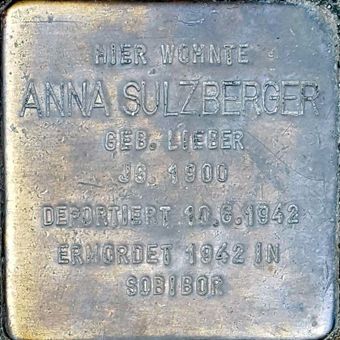 HIER WOHNTE
ANNA SULZBERGER
GEB. LIEBER
JG. 1900
DEPORTIERT 10.6.1942
ERMORDET 1942 IN
SOBIBOR